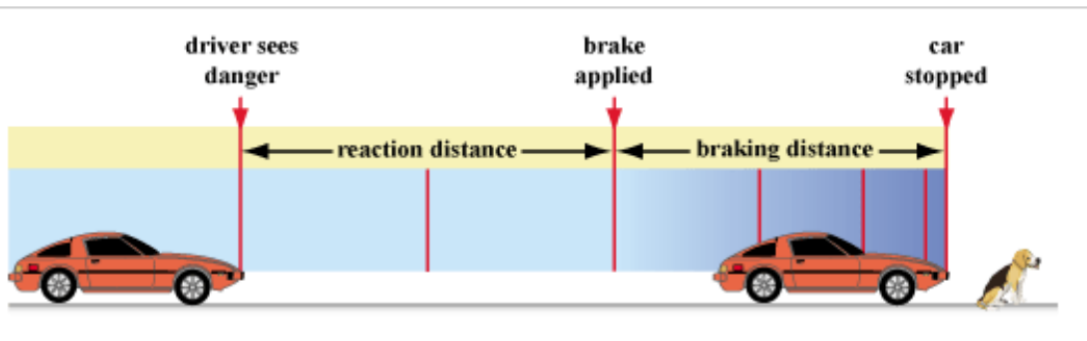 driver sees
danger
brake
applied
car
stopped
reaction distance
braking distance